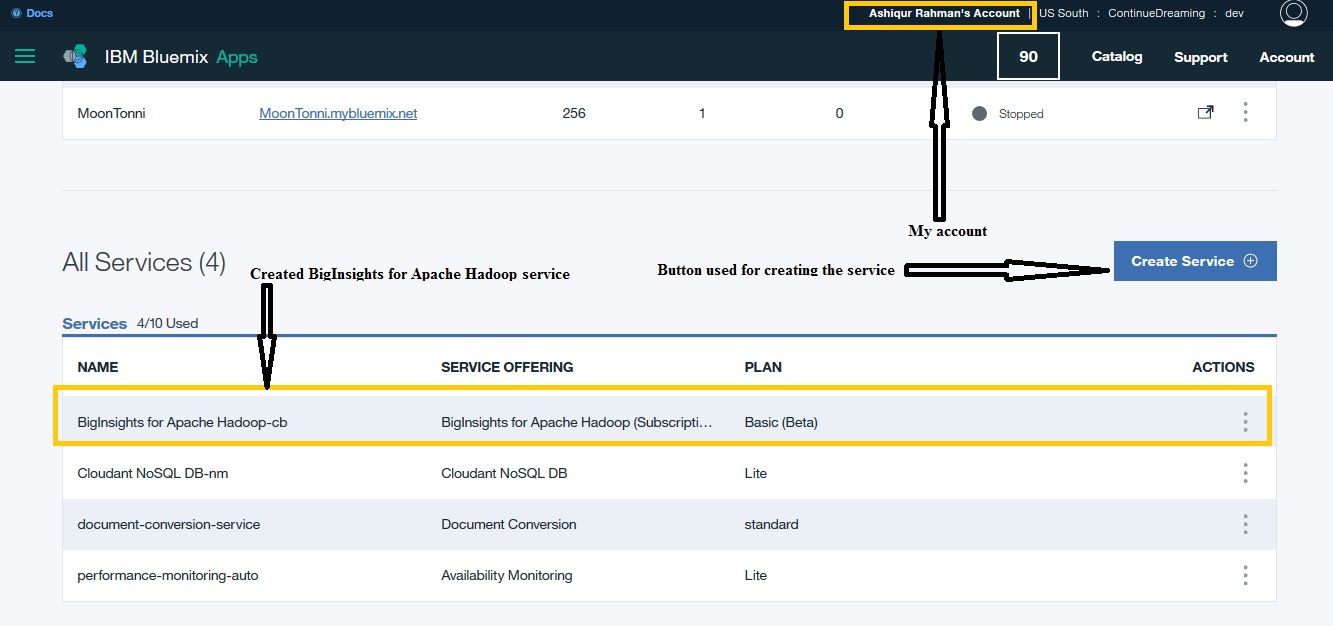 Docs
Ashiqur Rahman's Account | US South : ContinueDreaming : dev
IBM Bluemix Apps
90 Catalog Support Account
MoonTonni MoonTonni.mybluemix.net 256 1 0 Stopped
My account
All Services (4)
Created BigInsights for Apache Hadoop service
Button used for creating the service
Create Service
Services 4/10 Used
NAME SERVICE OFFERING PLAN ACTIONS
BigInsights for Apache Hadoop-cb BigInsights for Apache Hadoop (Subscripti... Basic (Beta)
Cloudant NoSQL DB-nm Cloudant NoSQL DB Lite
document-conversion-service Document Conversion standard
performance-monitoring-auto Availability Monitoring Lite